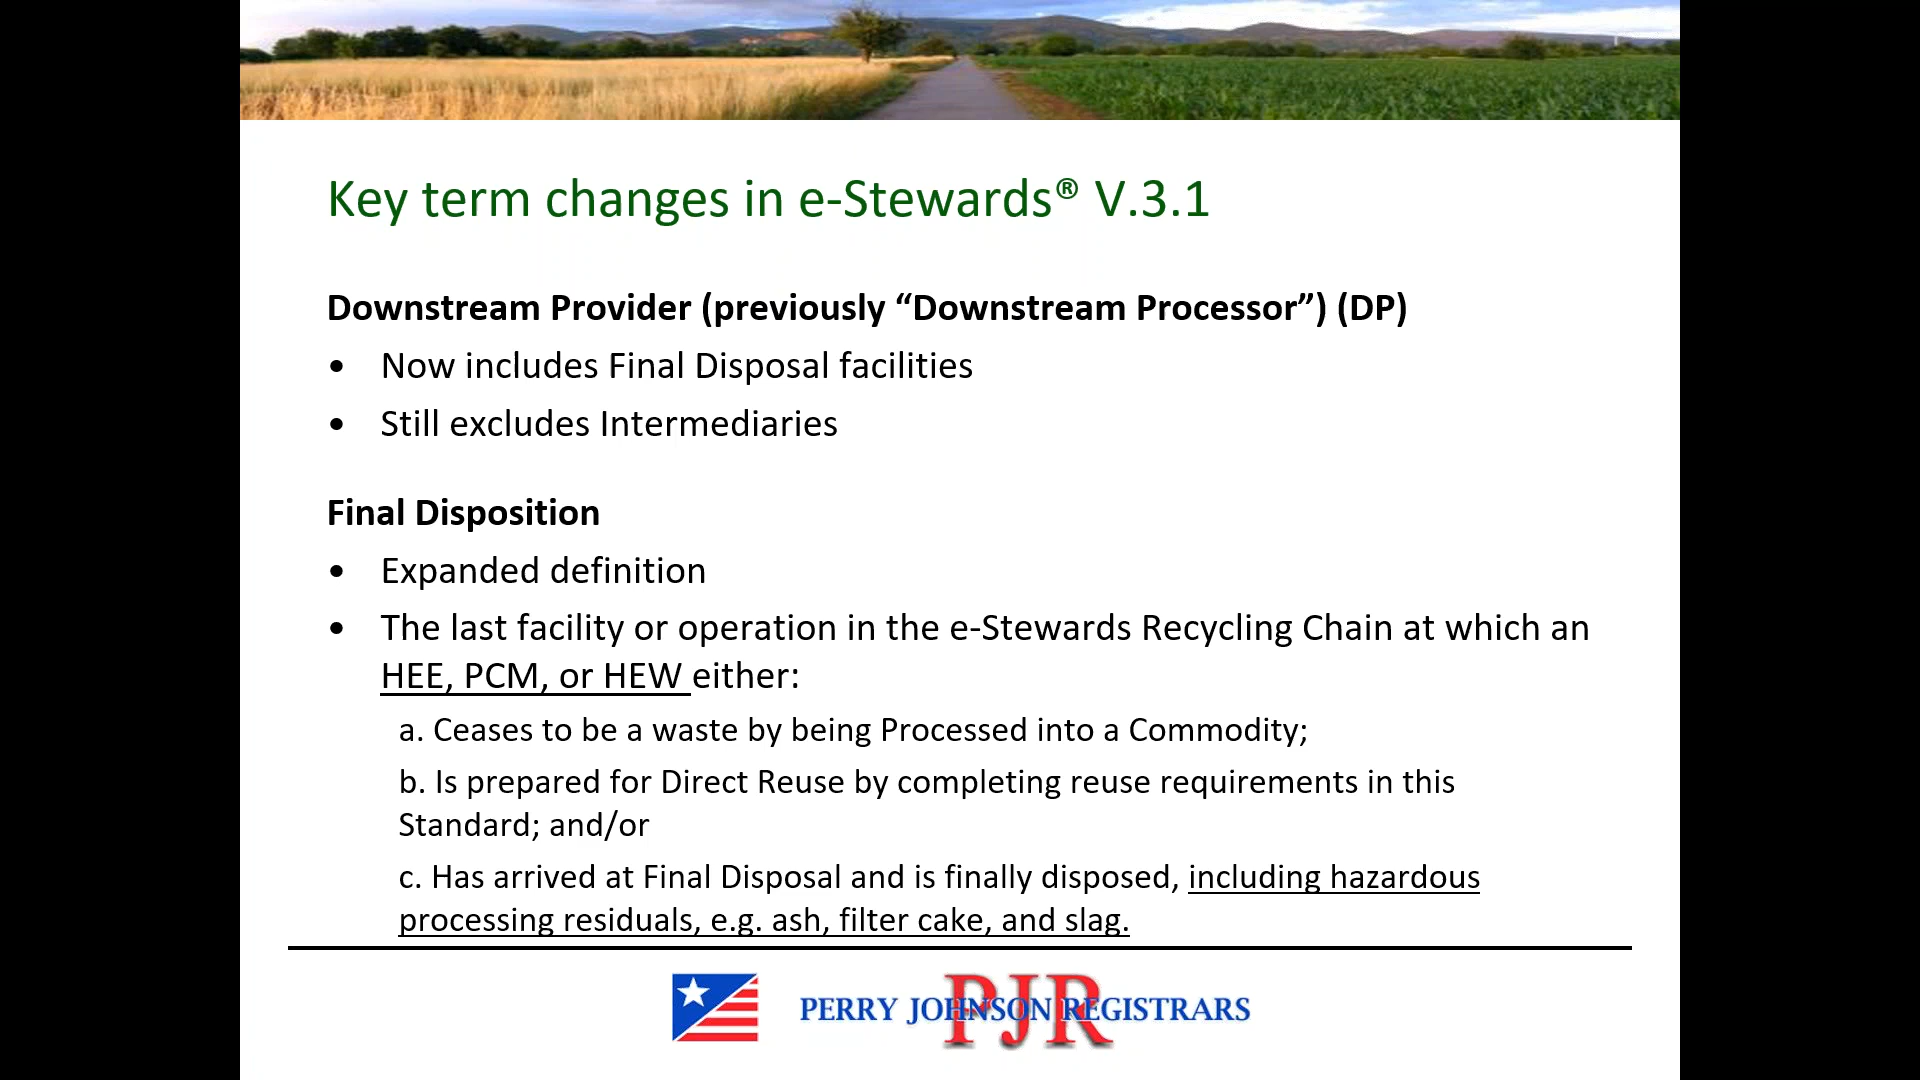 Key term changes in e-Stewards® V.3.1
Downstream Provider (previously “Downstream Processor”) (DP)
• Now includes Final Disposal facilities
• Still excludes Intermediaries
Final Disposition
• Expanded definition
• The last facility or operation in the e-Stewards Recycling Chain at which an
HEE, PCM, or HEW either:
a. Ceases to be a waste by being Processed into a Commodity;
b. Is prepared for Direct Reuse by completing reuse requirements in this
Standard; and/or
c. Has arrived at Final Disposal and is finally disposed, including hazardous
processing residuals, e.g. ash, filter cake, and slag.
PJR
PERRY JOHNSON REGISTRARS